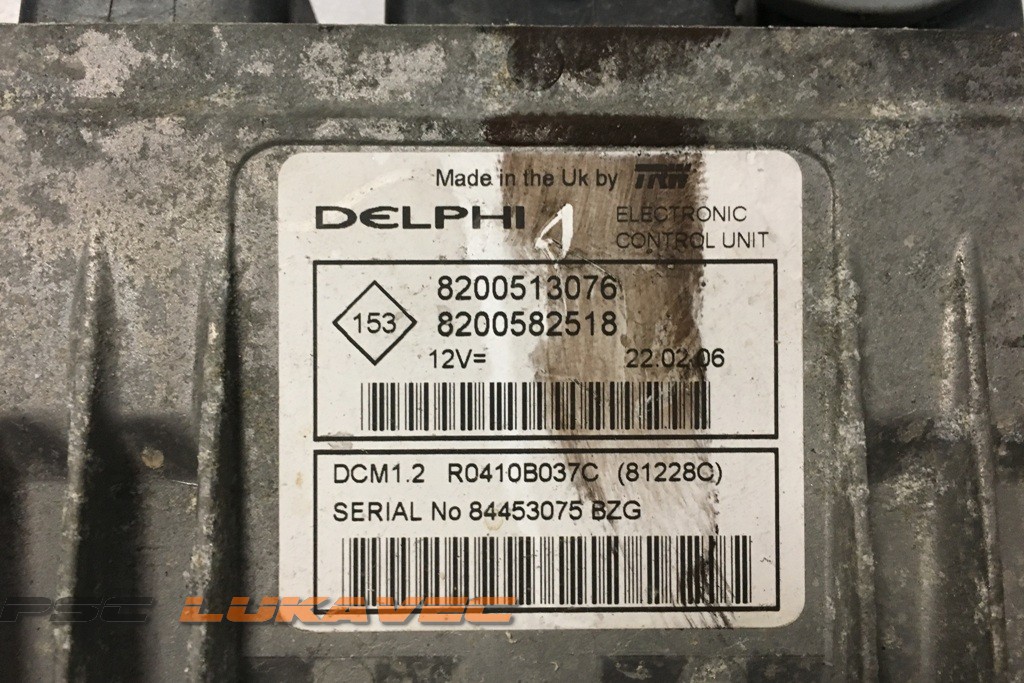 Made in the Uk by TRW
DELPHI
ELECTRONIC
CONTROL UNIT
8200513076
153
8200582518
12V= 22.02.06
DCM1.2 R0410B037C (81228C)
SERIAL No 84453075 BZG
PSC LUKAVEC